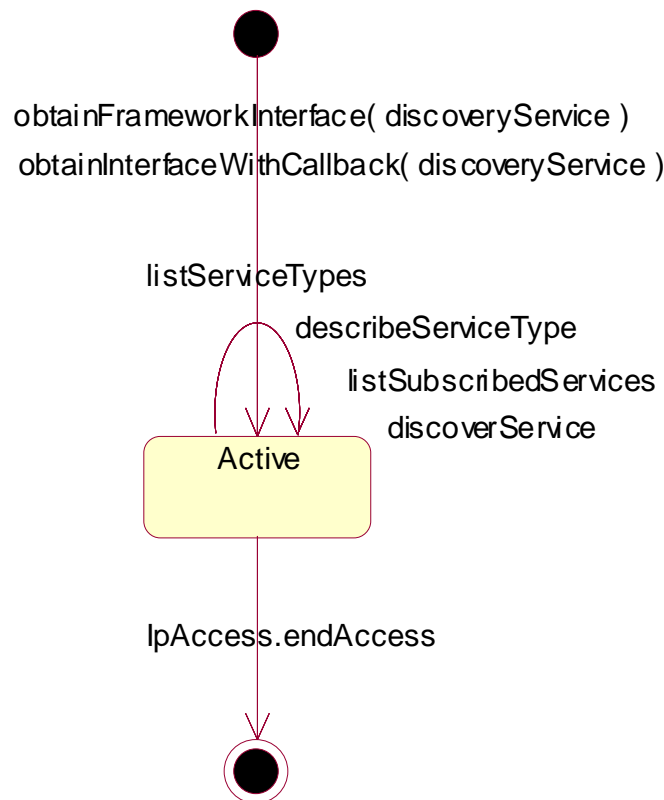 obtainFrameworkInterface( discoveryService )
obtainInterfaceWithCallback( discoveryService )
listServiceTypes
describeServiceType
listSubscribedServices
discoverService
Active
IpAccess.endAccess